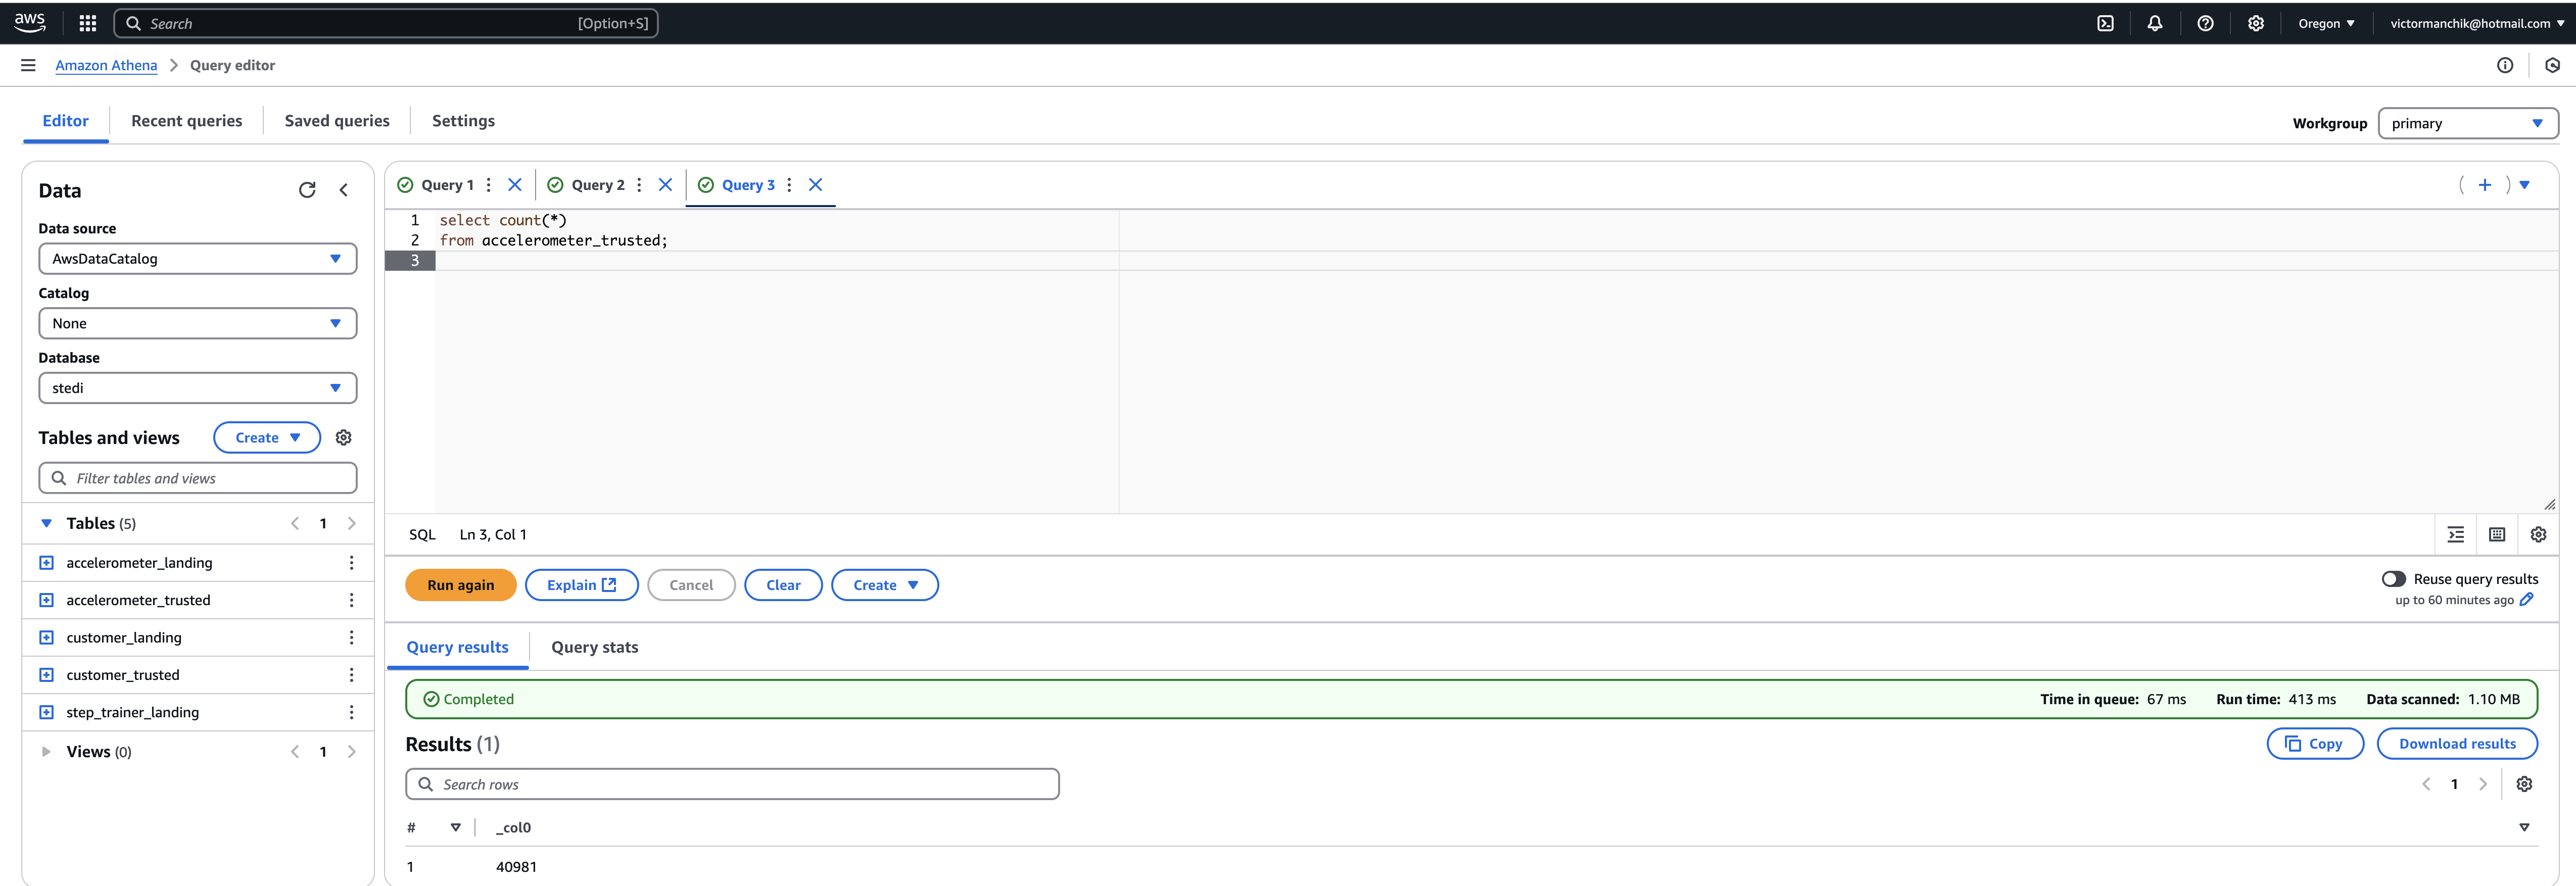 aws
Search [Option+S]
Oregon
victormanchik@hotmail.com
Amazon Athena
Query editor
Editor
Recent queries
Saved queries
Settings
Workgroup
primary
Data
Data source
AwsDataCatalog
Catalog
None
Database
stedi
Tables and views
Create
Filter tables and views
Tables (5)
1
accelerometer_landing
accelerometer_trusted
customer_landing
customer_trusted
step_trainer_landing
Views (0)
1
Query 1
Query 2
Query 3
1 select count(*)
2 from accelerometer_trusted;
3
SQL
Ln 3, Col 1
Run again
Explain
Cancel
Clear
Create
Reuse query results
up to 60 minutes ago
Query results
Query stats
Completed
Time in queue: 67 ms
Run time: 413 ms
Data scanned: 1.10 MB
Results (1)
Copy
Download results
Search rows
1
# _col0
1 40981